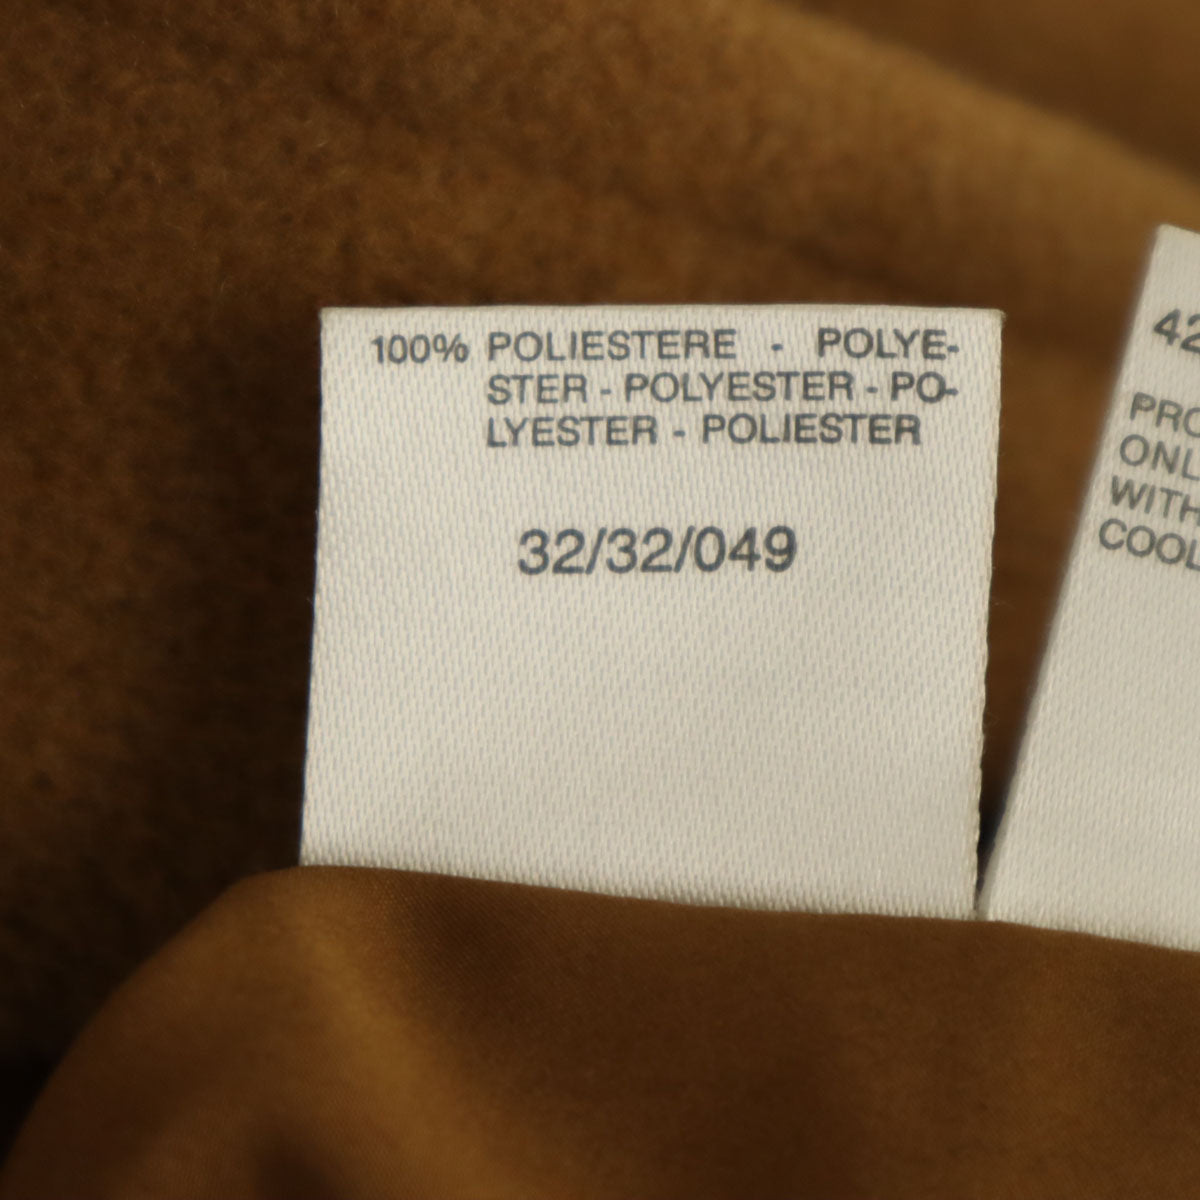 100% POLIESTERE - POLYE-
STER - POLYESTER - PO-
LYESTER - POLIESTER
32/32/049
42
PRO
ONL
WITH
COOL